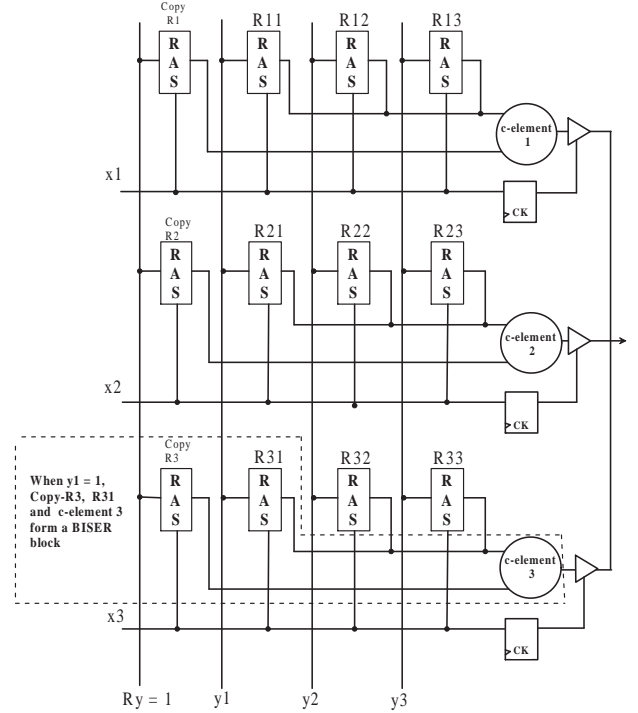 Copy
R1
R11 R12 R13
R A S
R A S
R A S
R A S
c-element
1
x1
CK
Copy
R2
R21 R22 R23
R A S
R A S
R A S
R A S
c-element
2
x2
CK
Copy
R3
R31 R32 R33
R A S
R A S
R A S
R A S
When y1 = 1,
Copy-R3, R31
and c-element 3
form a BISER
block
c-element
3
x3
CK
Ry = 1 y1 y2 y3